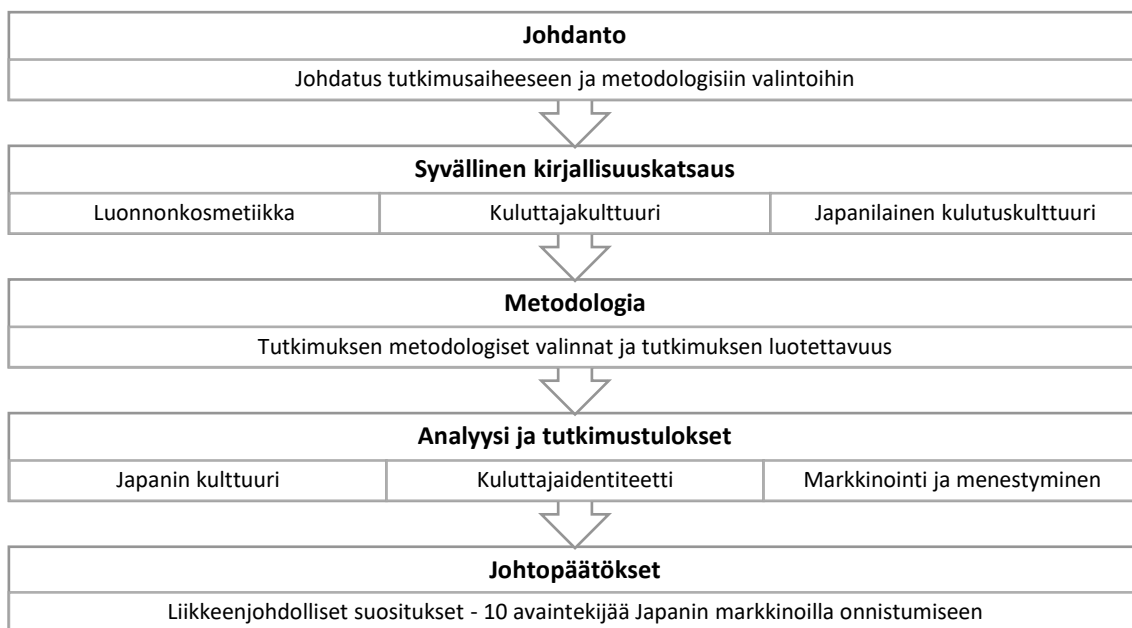 Johdanto
Johdatus tutkimusaiheeseen ja metodologisiin valintoihin
Syvällinen kirjallisuuskatsaus
Luonnonkosmetiikka
Kuluttajakulttuuri
Japanilainen kulutuskulttuuri
Metodologia
Tutkimuksen metodologiset valinnat ja tutkimuksen luotettavuus
Analyysi ja tutkimustulokset
Japanin kulttuuri
Kuluttajaidentiteetti
Markkinointi ja menestyminen
Johtopäätökset
Liikkeenjohdolliset suositukset - 10 avaintekijää Japanin markkinoilla onnistumiseen